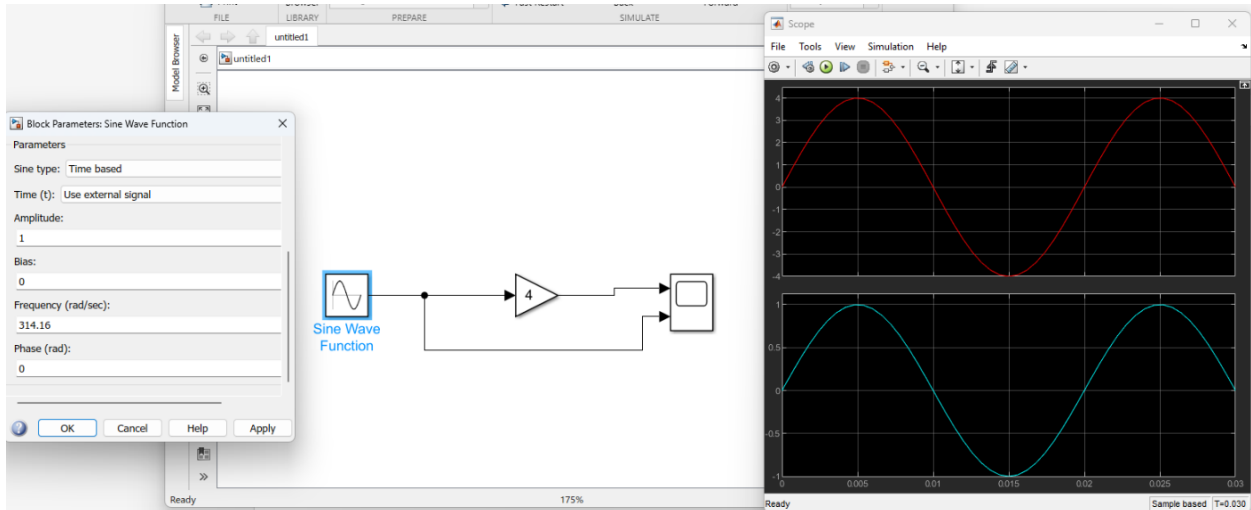 FILE
LIBRARY
PREPARE
SIMULATE
Model Browser
untitled1
untitled1
Block Parameters: Sine Wave Function
Parameters
Sine type: Time based
Time (t): Use external signal
Amplitude:
1
Bias:
0
Frequency (rad/sec):
314.16
Phase (rad):
0
OK
Cancel
Help
Apply
4
Sine Wave
Function
Ready
175%
Scope
File Tools View Simulation Help
4
3
2
1
0
-1
-2
-3
-4
1
0.5
0
-0.5
-1
0 0.005 0.01 0.015 0.02 0.025 0.03
Ready
Sample based T=0.030